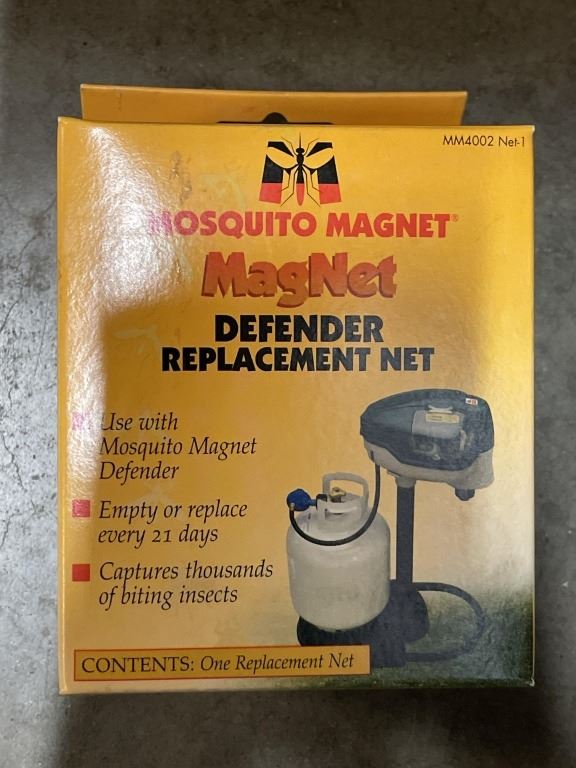 MM4002 Net-1
MOSQUITO MAGNET®
MagNet
DEFENDER
REPLACEMENT NET
Use with
Mosquito Magnet
Defender
Empty or replace
every 21 days
Captures thousands
of biting insects
CONTENTS: One Replacement Net